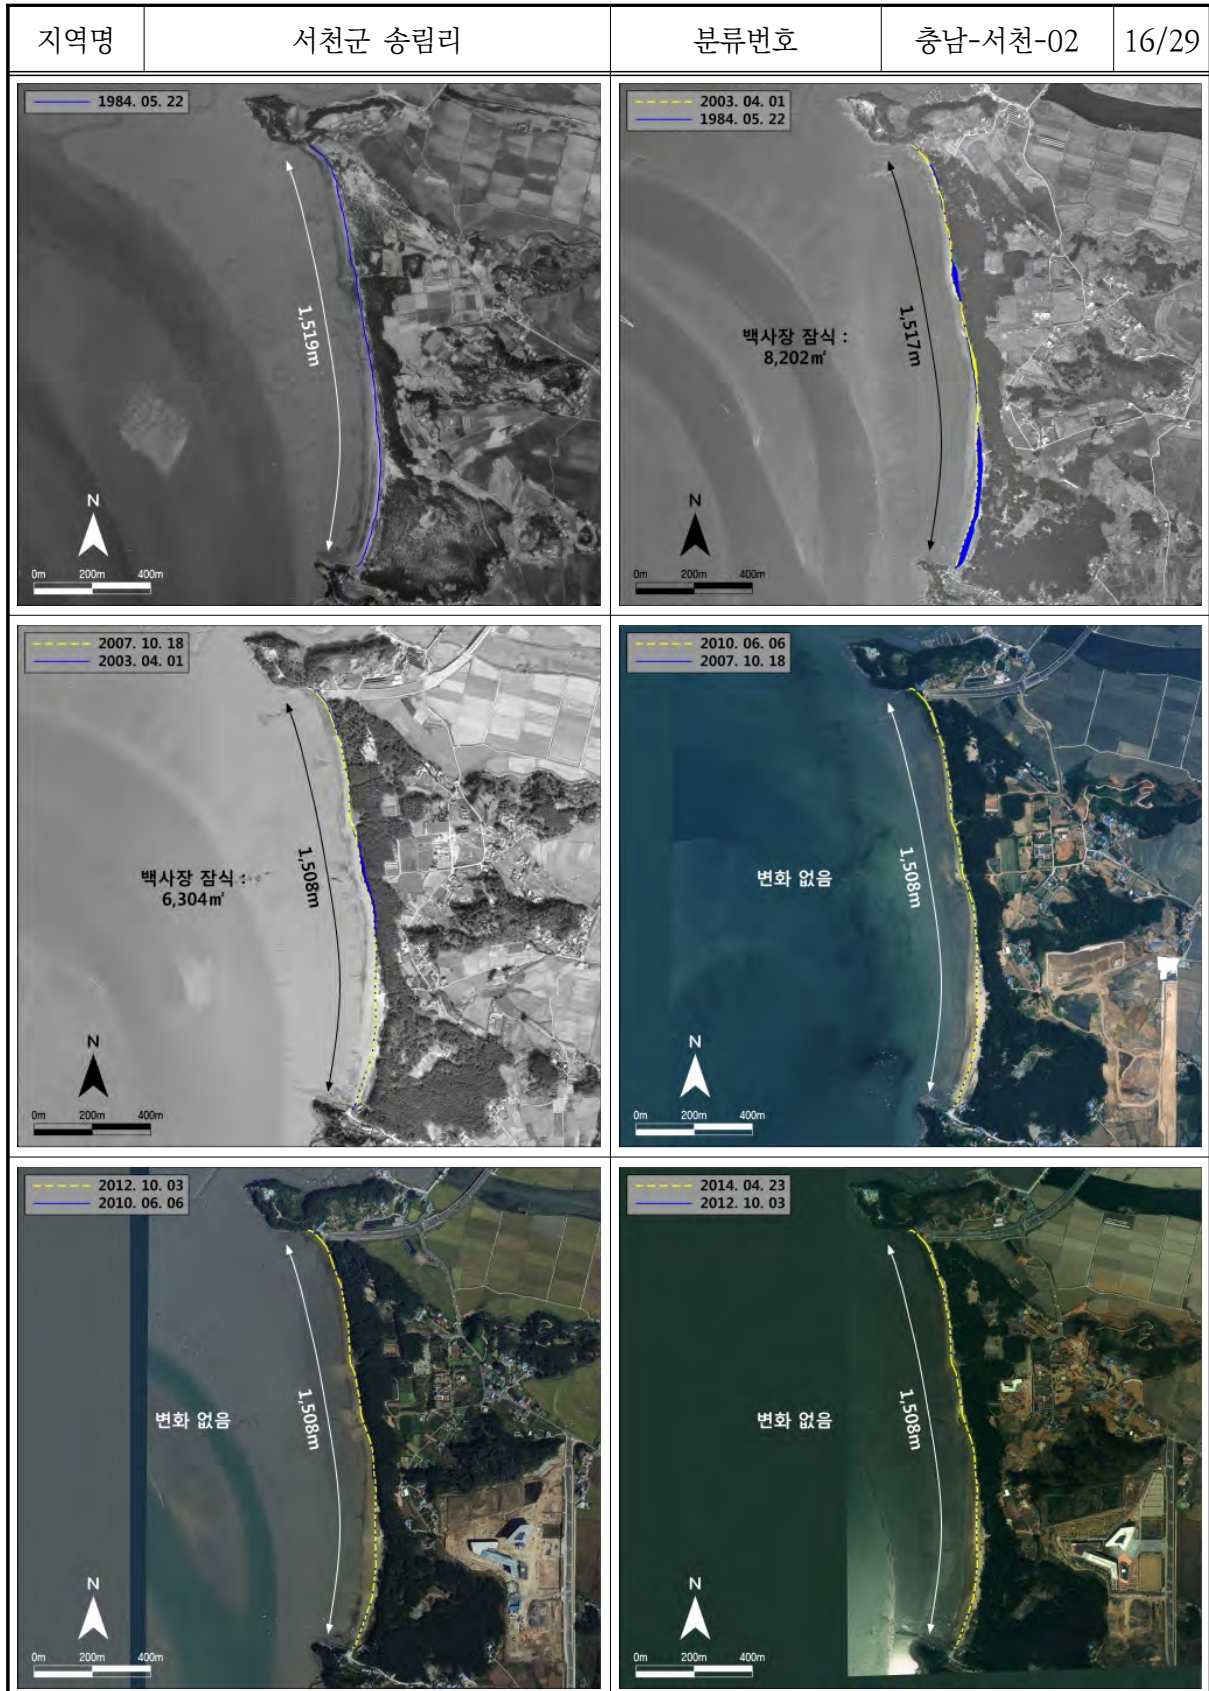 지역명 서천군 송림리 분류번호 충남-서천-02 16/29
1984. 05. 22
1,519m
N
0m 200m 400m
2003. 04. 01
1984. 05. 22
백사장 잠식 :
8,202㎡
1,517m
N
0m 200m 400m
2007. 10. 18
2003. 04. 01
백사장 잠식 :
6,304㎡
1,508m
N
0m 200m 400m
2010. 06. 06
2007. 10. 18
변화 없음
1,508m
N
0m 200m 400m
2012. 10. 03
2010. 06. 06
변화 없음
1,508m
N
0m 200m 400m
2014. 04. 23
2012. 10. 03
변화 없음
1,508m
N
0m 200m 400m